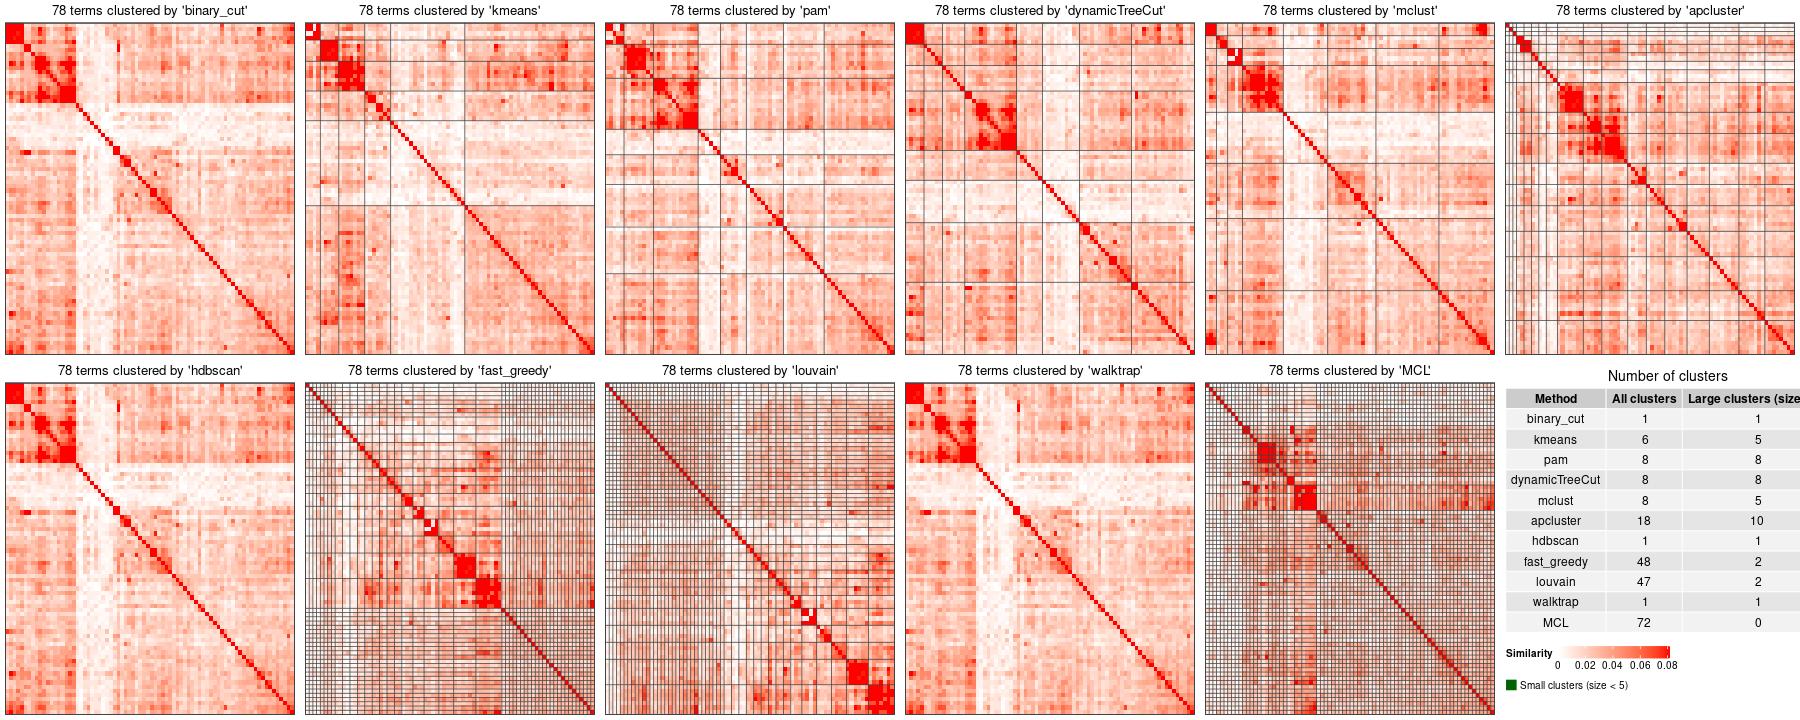 78 terms clustered by 'binary_cut'
78 terms clustered by 'kmeans'
78 terms clustered by 'pam'
78 terms clustered by 'dynamicTreeCut'
78 terms clustered by 'mclust'
78 terms clustered by 'apcluster'
78 terms clustered by 'hdbscan'
78 terms clustered by 'fast_greedy'
78 terms clustered by 'louvain'
78 terms clustered by 'walktrap'
78 terms clustered by 'MCL'
Number of clusters
Method All clusters Large clusters (size
binary_cut 1 1
kmeans 6 5
pam 8 8
dynamicTreeCut 8 8
mclust 8 5
apcluster 18 10
hdbscan 1 1
fast_greedy 48 2
louvain 47 2
walktrap 1 1
MCL 72 0
Similarity
0 0.02 0.04 0.06 0.08
Small clusters (size < 5)